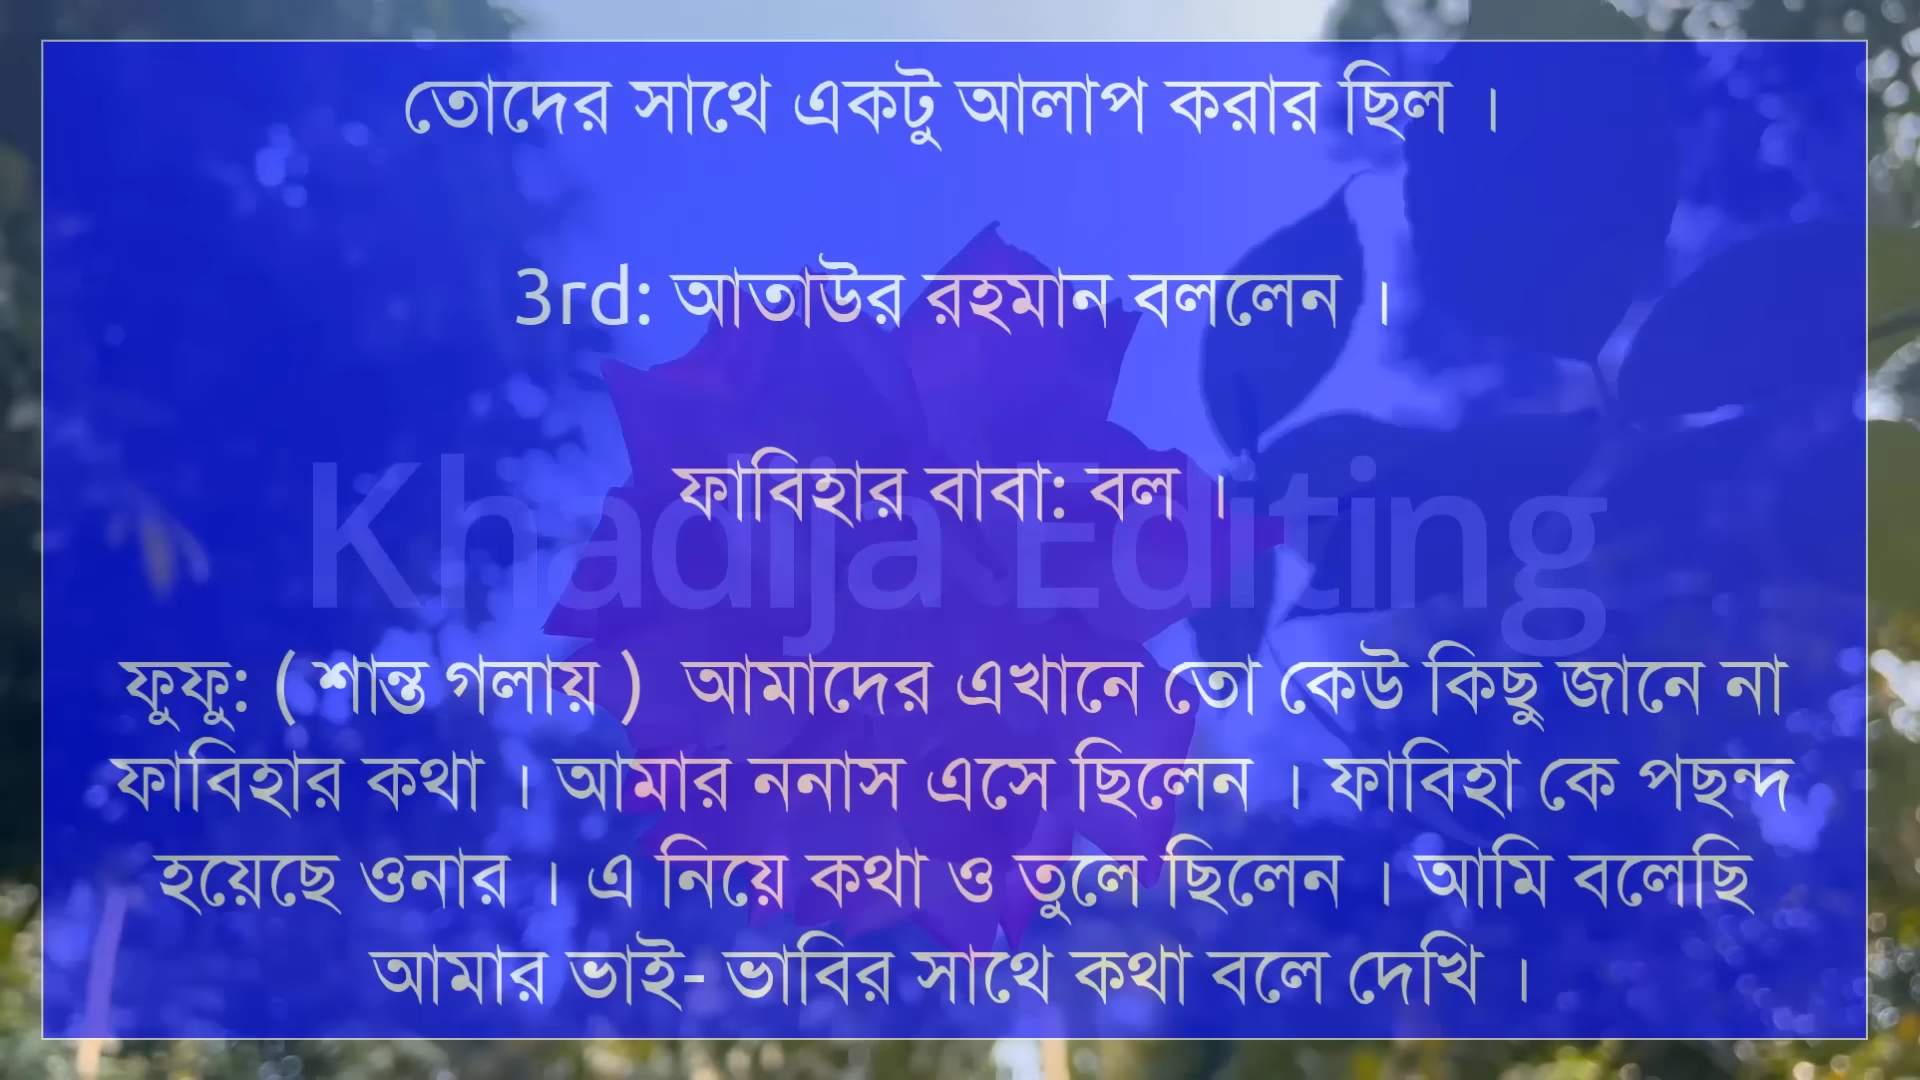 তোদের সাথে একটু আলাপ করার ছিল ।
3rd: আতাউর রহমান বললেন ।
ফাবিহার বাবা: বল ।
Khadija Editing
ফুফু: ( শান্ত গলায় ) আমাদের এখানে তো কেউ কিছু জানে না
ফাবিহার কথা । আমার ননাস এসে ছিলেন । ফাবিহা কে পছন্দ
হয়েছে ওনার । এ নিয়ে কথা ও তুলে ছিলেন । আমি বলেছি
আমার ভাই- ভাবির সাথে কথা বলে দেখি ।